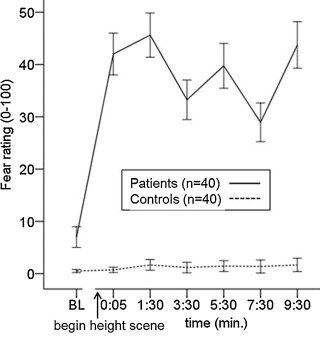 Fear rating (0-100)
50
40
30
20
10
0
Patients (n=40)
Controls (n=40)
BL 0:05 1:30 3:30 5:30 7:30 9:30
begin height scene
time (min.)